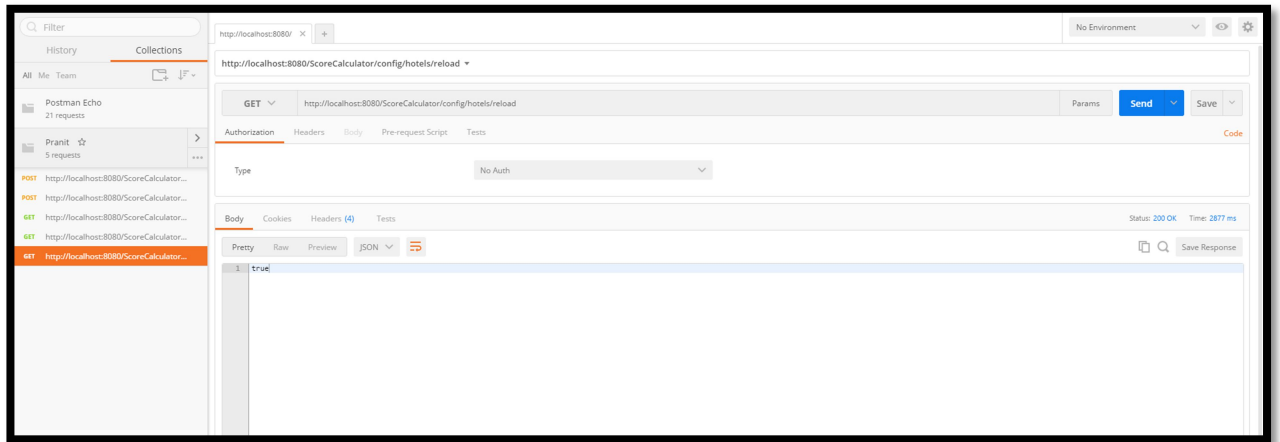 Filter
History Collections
All Me Team
Postman Echo
21 requests
Pranit
5 requests
POST http://localhost:8080/ScoreCalculator...
POST http://localhost:8080/ScoreCalculator...
GET http://localhost:8080/ScoreCalculator...
GET http://localhost:8080/ScoreCalculator...
GET http://localhost:8080/ScoreCalculator...
http://localhost:8080/ X +
No Environment
http://localhost:8080/ScoreCalculator/config/hotels/reload
GET http://localhost:8080/ScoreCalculator/config/hotels/reload Params Send Save
Authorization Headers Body Pre-request Script Tests Code
Type No Auth
Body Cookies Headers (4) Tests Status: 200 OK Time: 2877 ms
Pretty Raw Preview JSON Save Response
1 true